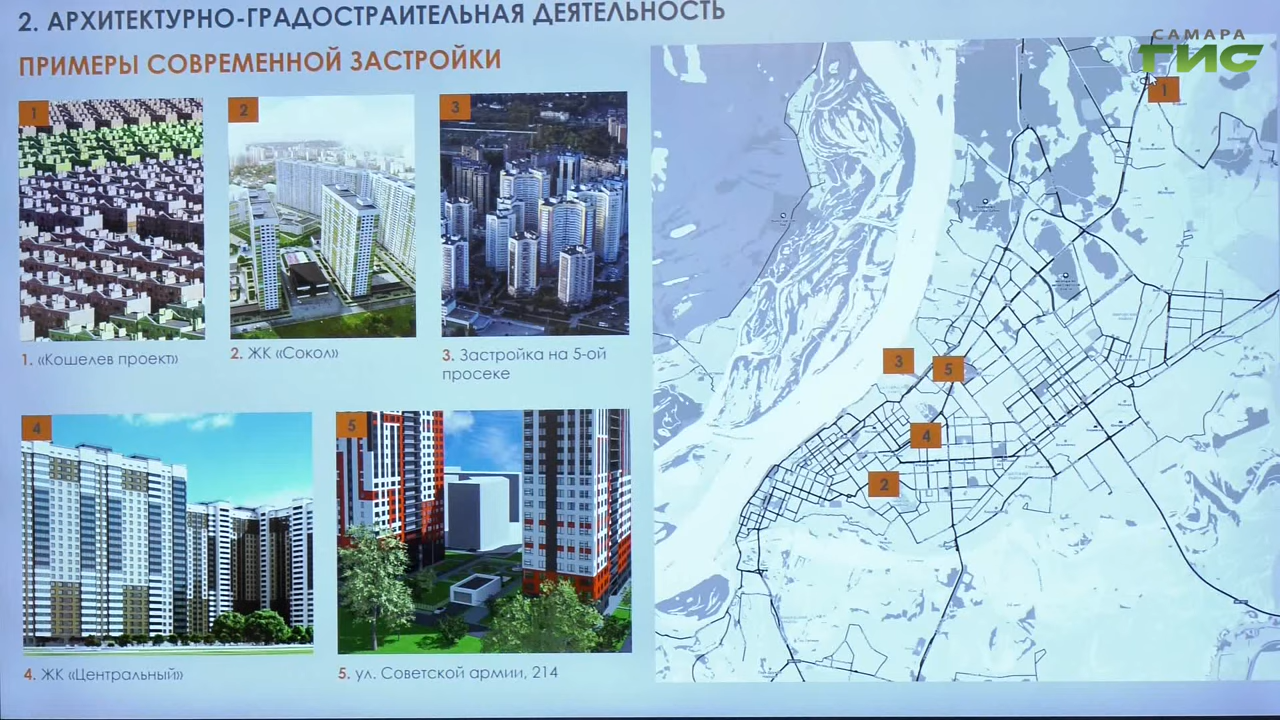 2. АРХИТЕКТУРНО-ГРАДОСТРАИТЕЛЬНАЯ ДЕЯТЕЛЬНОСТЬ
САМАРА
ГИС
ПРИМЕРЫ СОВРЕМЕННОЙ ЗАСТРОЙКИ
1
2
3
1. «Кошелев проект»
2. ЖК «Сокол»
3. Застройка на 5-ой
просеке
4
5
4. ЖК «Центральный»
5. ул. Советской армии, 214
1
3
5
4
2